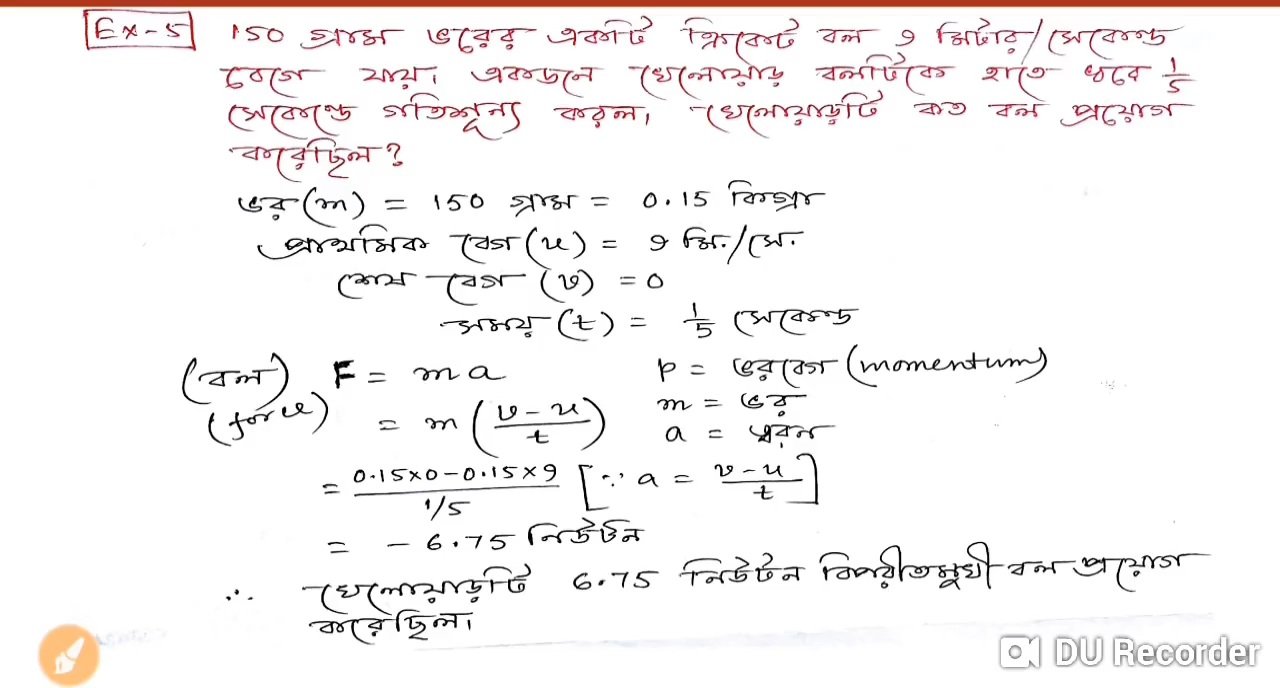 Ex-5 150 গ্রাম ভরের একটি ক্রিকেট বল 9 মিটার/সেকেন্ড
বেগে যায়। একজন খেলোয়াড় বলটিকে হাতে ধরে 1/5
সেকেন্ডে গতিশূন্য করল। খেলোয়াড়টি কত বল প্রয়োগ
করেছিল?
ভর(m) = 150 গ্রাম = 0.15 কিগ্রা
প্রাথমিক বেগ(u) = 9 মি./সে.
শেষ বেগ (v) = 0
সময়(t) = 1/5 সেকেন্ড
(বল) F = ma p = ভরবেগ (momentum)
(force) = m((v-u)/t) m = ভর
a = ত্বরন
= (0.15×0-0.15×9)/(1/5) [∵ a = (v-u)/t]
= -6.75 নিউটন
∴ খেলোয়াড়টি 6.75 নিউটন বিপরীতমুখী বল প্রয়োগ
করেছিল।
DU Recorder